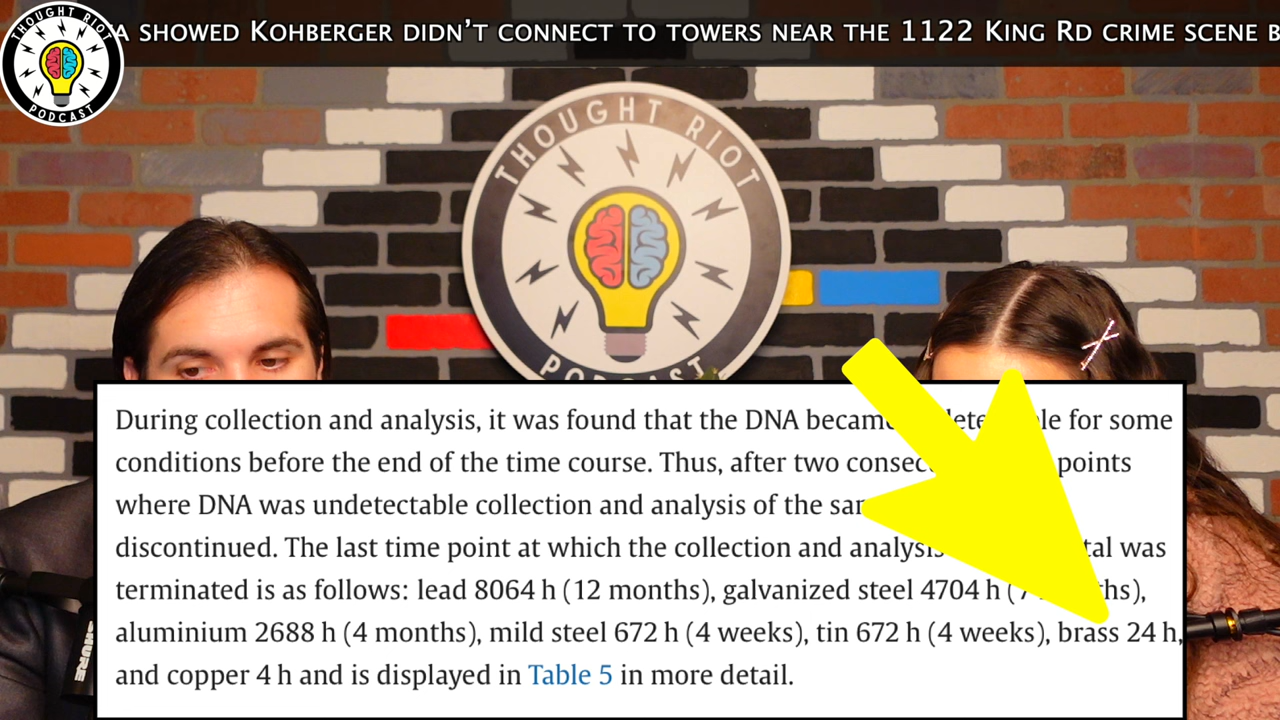 A SHOWED KOHBERGER DIDN'T CONNECT TO TOWERS NEAR THE 1122 KING RD CRIME SCENE B
THOUGHT RIOT
PODCAST
THOUGHT RIOT
PODCAST
During collection and analysis, it was found that the DNA became for some
conditions before the end of the time course. Thus, after two points
where DNA was undetectable collection and analysis of the
discontinued. The last time point at which the collection and analysis was
terminated is as follows: lead 8064 h (12 months), galvanized steel 4704 h
aluminium 2688 h (4 months), mild steel 672 h (4 weeks), tin 672 h (4 weeks), brass 24 h,
and copper 4 h and is displayed in Table 5 in more detail.
SHURE